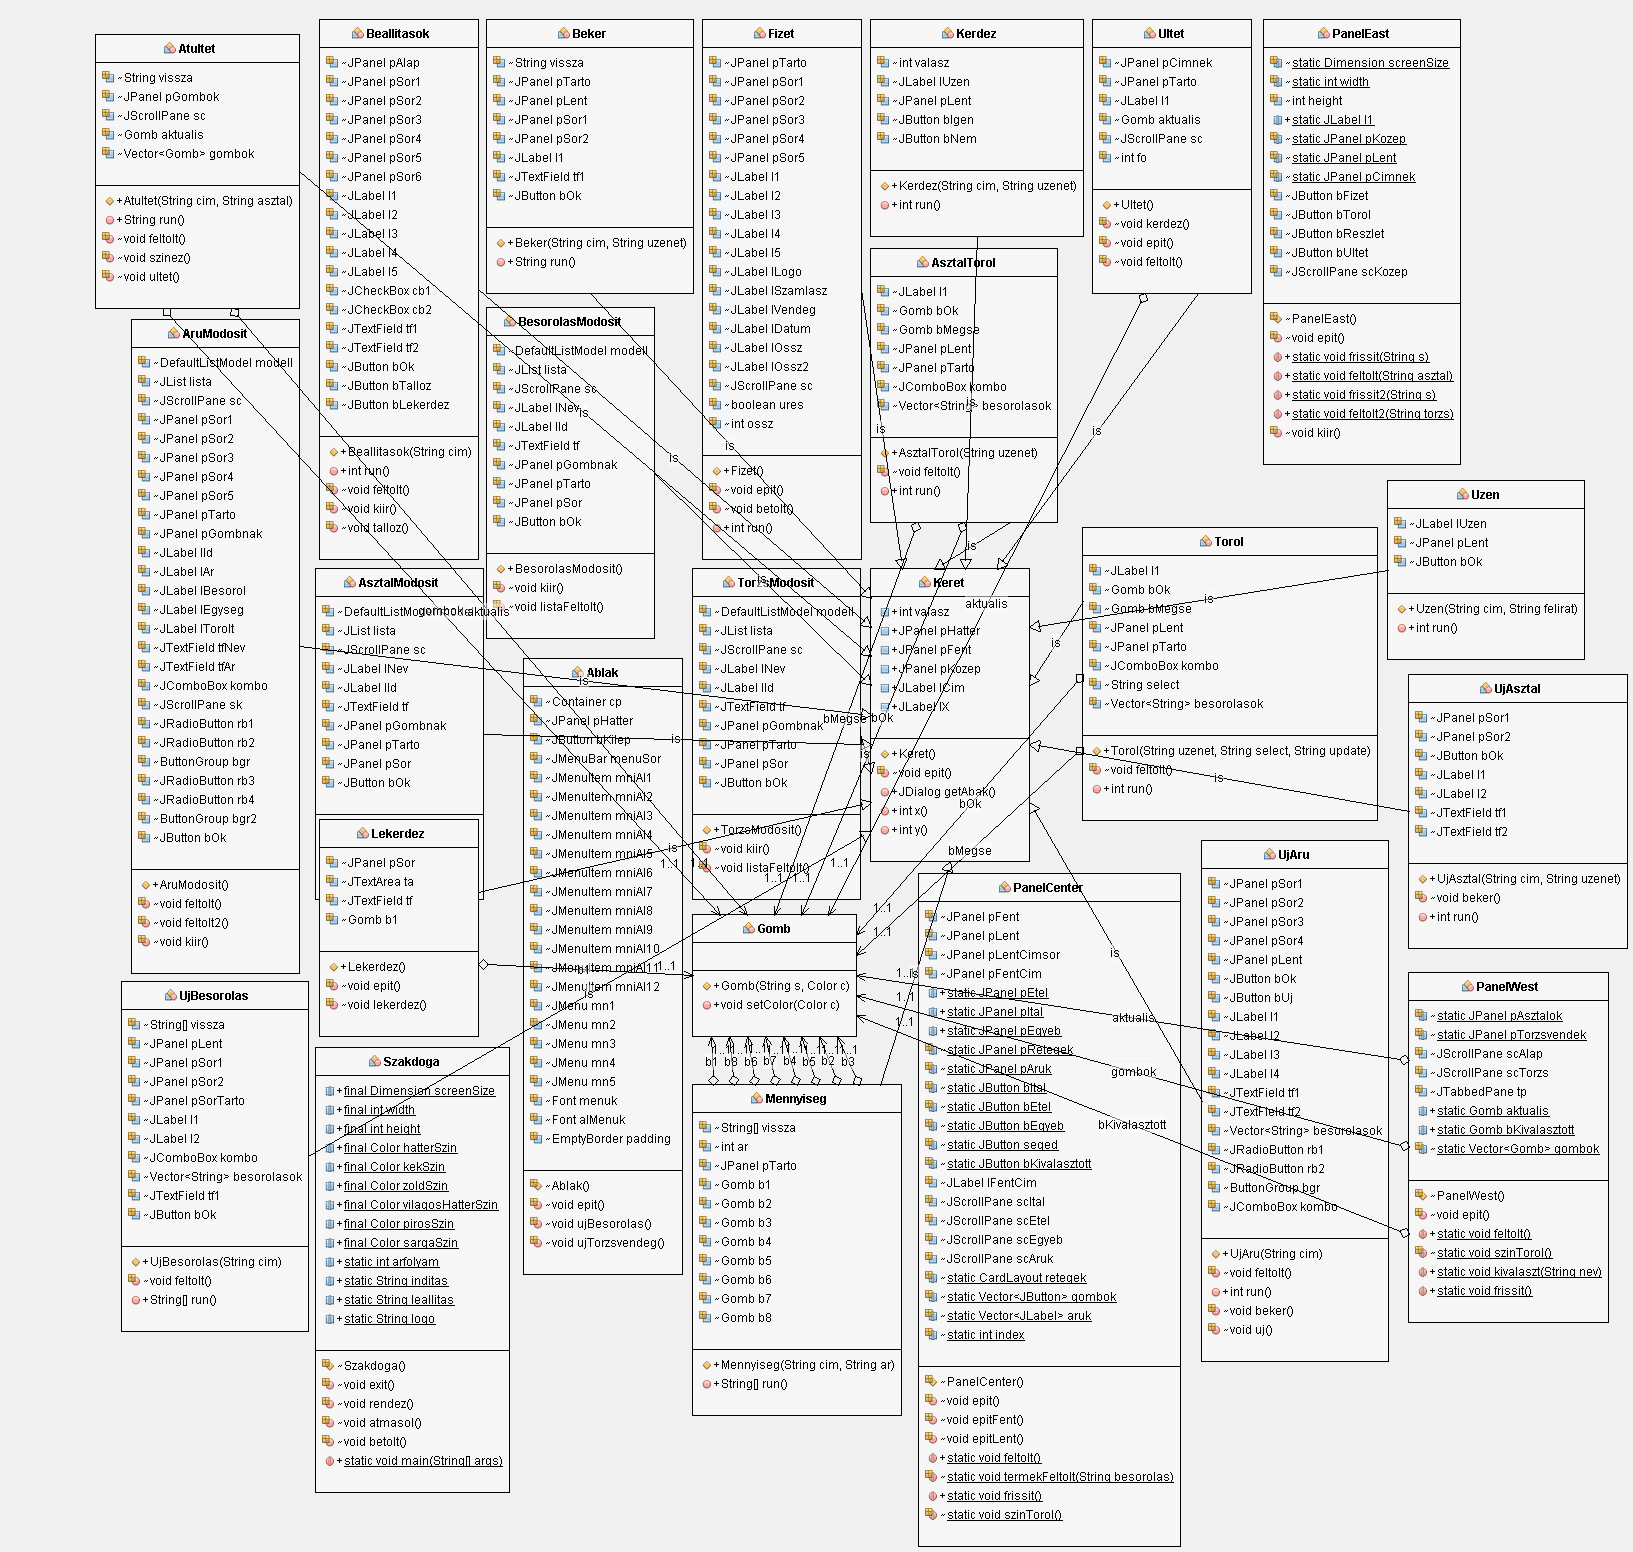 Atultet
~String vissza
~JPanel pGombok
~JScrollPane sc
~Gomb aktualis
~Vector<Gomb> gombok
+Atultet(String cim, String asztal)
+String run()
~void feltolt()
~void szinez()
~void ultet()
Beallitasok
~JPanel pAlap
~JPanel pSor1
~JPanel pSor2
~JPanel pSor3
~JPanel pSor4
~JPanel pSor5
~JPanel pSor6
~JLabel l1
~JLabel l2
~JLabel l3
~JLabel l4
~JLabel l5
~JCheckBox cb1
~JCheckBox cb2
~JTextField tf1
~JTextField tf2
~JButton bOk
~JButton bTalloz
~JButton bLekerdez
+Beallitasok(String cim)
+int run()
~void feltolt()
~void kiir()
~void talloz()
Beker
~String vissza
~JPanel pTarto
~JPanel pLent
~JPanel pSor1
~JPanel pSor2
~JLabel l1
~JTextField tf1
~JButton bOk
+Beker(String cim, String uzenet)
+String run()
Fizet
~JPanel pTarto
~JPanel pSor1
~JPanel pSor2
~JPanel pSor3
~JPanel pSor4
~JPanel pSor5
~JLabel l1
~JLabel l2
~JLabel l3
~JLabel l4
~JLabel l5
~JLabel lLogo
~JLabel lSzamlasz
~JLabel lVendeg
~JLabel lDatum
~JLabel lOssz
~JLabel lOssz2
~JScrollPane sc
~boolean ures
~int ossz
+Fizet()
~void epit()
~void betolt()
+int run()
Kerdez
~int valasz
~JLabel lUzen
~JPanel pLent
~JButton bIgen
~JButton bNem
+Kerdez(String cim, String uzenet)
+int run()
Ultet
~JPanel pCimnek
~JPanel pTarto
~JLabel l1
~Gomb aktualis
~JScrollPane sc
~int fo
+Ultet()
~void kerdez()
~void epit()
~void feltolt()
PanelEast
~static Dimension screenSize
~static int width
~int height
+static JLabel l1
~static JPanel pKozep
~static JPanel pLent
~static JPanel pCimnek
~JButton bFizet
~JButton bTorol
~JButton bReszlet
~JButton bUltet
~JScrollPane scKozep
~PanelEast()
~void epit()
+static void frissit(String s)
+static void feltolt(String asztal)
+static void frissit2(String s)
+static void feltolt2(String torzs)
~void kiir()
AsztalTorol
~JLabel l1
~Gomb bOk
~Gomb bMegse
~JPanel pLent
~JPanel pTarto
~JComboBox kombo
~Vector<String> besorolasok
+AsztalTorol(String uzenet)
~void feltolt()
+int run()
AruModosit
~DefaultListModel modell
~JList lista
~JScrollPane sc
~JPanel pSor1
~JPanel pSor2
~JPanel pSor3
~JPanel pSor4
~JPanel pSor5
~JPanel pTarto
~JPanel pGombnak
~JLabel lId
~JLabel lAr
~JLabel lBesorol
~JLabel lEgyseg
~JLabel lTorolt
~JTextField tfNev
~JTextField tfAr
~JComboBox kombo
~JScrollPane sk
~JRadioButton rb1
~JRadioButton rb2
~ButtonGroup bgr
~JRadioButton rb3
~JRadioButton rb4
~ButtonGroup bgr2
~JButton bOk
+AruModosit()
~void feltolt()
~void feltolt2()
~void kiir()
BesorolasModosit
~DefaultListModel modell
~JList lista
~JScrollPane sc
~JLabel lNev
~JLabel lId
~JTextField tf
~JPanel pGombnak
~JPanel pTarto
~JPanel pSor
~JButton bOk
+BesorolasModosit()
~void kiir()
~void listaFeltolt()
AsztalModosit
~JList lista
~JScrollPane sc
~JLabel lNev
~JLabel lId
~JTextField tf
~JPanel pGombnak
~JPanel pTarto
~JPanel pSor
~JButton bOk
TorzsModosit
~DefaultListModel modell
~JList lista
~JScrollPane sc
~JLabel lNev
~JLabel lId
~JTextField tf
~JPanel pGombnak
~JPanel pTarto
~JPanel pSor
~JButton bOk
+TorzsModosit()
~void kiir()
~void listaFeltolt()
Keret
+int valasz
+JPanel pHatter
+JPanel pFent
+JPanel pKozep
+JLabel lCim
+JLabel lX
+Keret()
~void epit()
+JDialog getAbak()
+int x()
+int y()
Torol
~JLabel l1
~Gomb bOk
~Gomb bMegse
~JPanel pLent
~JPanel pTarto
~JComboBox kombo
~String select
~Vector<String> besorolasok
+Torol(String uzenet, String select, String update)
~void feltolt()
+int run()
Uzen
~JLabel lUzen
~JPanel pLent
~JButton bOk
+Uzen(String cim, String felirat)
+int run()
UjAsztal
~JPanel pSor1
~JPanel pSor2
~JButton bOk
~JLabel l1
~JLabel l2
~JTextField tf1
~JTextField tf2
+UjAsztal(String cim, String uzenet)
~void beker()
+int run()
Ablak
~Container cp
~JPanel pHatter
~JButton bKilep
~JMenuBar menuSor
~JMenuItem mniAl1
~JMenuItem mniAl2
~JMenuItem mniAl3
~JMenuItem mniAl4
~JMenuItem mniAl5
~JMenuItem mniAl6
~JMenuItem mniAl7
~JMenuItem mniAl8
~JMenuItem mniAl9
~JMenuItem mniAl10
~JMenuItem mniAl11
~JMenuItem mniAl12
~JMenu mn1
~JMenu mn2
~JMenu mn3
~JMenu mn4
~JMenu mn5
~Font menuk
~Font alMenuk
~EmptyBorder padding
~Ablak()
~void epit()
~void ujBesorolas()
~void ujTorzsvendeg()
Lekerdez
~JPanel pSor
~JTextArea ta
~JTextField tf
~Gomb b1
+Lekerdez()
~void epit()
~void lekerdez()
Gomb
+Gomb(String s, Color c)
+void setColor(Color c)
UjBesorolas
~String[] vissza
~JPanel pLent
~JPanel pSor1
~JPanel pSor2
~JPanel pSorTarto
~JLabel l1
~JLabel l2
~JComboBox kombo
~Vector<String> besorolasok
~JTextField tf1
~JButton bOk
+UjBesorolas(String cim)
~void feltolt()
+String[] run()
Szakdoga
+final Dimension screenSize
+final int width
+final int height
+final Color hatterSzin
+final Color kekSzin
+final Color zoldSzin
+final Color vilagosHatterSzin
+final Color pirosSzin
+final Color sargaSzin
+static int arfolyam
+static String inditas
+static String leallitas
+static String logo
~Szakdoga()
~void exit()
~void rendez()
~void atmasol()
~void betolt()
+static void main(String[] args)
Mennyiseg
~String[] vissza
~int ar
~JPanel pTarto
~Gomb b1
~Gomb b2
~Gomb b3
~Gomb b4
~Gomb b5
~Gomb b6
~Gomb b7
~Gomb b8
+Mennyiseg(String cim, String ar)
+String[] run()
PanelCenter
~JPanel pFent
~JPanel pLent
~JPanel pLentCimsor
~JPanel pFentCim
+static JPanel pEtel
+static JPanel pItal
+static JPanel pEgyeb
~static JPanel pRetegek
~static JPanel pAruk
~static JButton bItal
~static JButton bEtel
~static JButton bEgyeb
~static JButton seged
~static JButton bKivalasztott
~JLabel lFentCim
~JScrollPane scItal
~JScrollPane scEtel
~JScrollPane scEgyeb
~JScrollPane scAruk
~static CardLayout retegek
~static Vector<JButton> gombok
~static Vector<JLabel> aruk
~static int index
~PanelCenter()
~void epit()
~void epitFent()
~void epitLent()
+static void feltolt()
~static void termekFeltolt(String besorolas)
+static void frissit()
~static void szinTorol()
UjAru
~JPanel pSor1
~JPanel pSor2
~JPanel pSor3
~JPanel pSor4
~JPanel pLent
~JButton bOk
~JButton bUj
~JLabel l1
~JLabel l2
~JLabel l3
~JLabel l4
~JTextField tf1
~JTextField tf2
~Vector<String> besorolasok
~JRadioButton rb1
~JRadioButton rb2
~ButtonGroup bgr
~JComboBox kombo
+UjAru(String cim)
~void feltolt()
+int run()
~void beker()
~void uj()
PanelWest
~static JPanel pAsztalok
~static JPanel pTorzsvendek
~JScrollPane scAlap
~JScrollPane scTorzs
~JTabbedPane tp
+static Gomb aktualis
+static Gomb bKivalasztott
~static Vector<Gomb> gombok
~PanelWest()
~void epit()
+static void feltolt()
~static void szinTorol()
+static void kivalaszt(String nev)
+static void frissit()
is
is
is
is
is
is
is
is
is
is
is
aktualis
bMegse
bOk
bOk
bMegse
aktualis
gombok
bKivalasztott
1..1
1..1
1..1
1..1
1..1
b1
b8
b6
b7
b4
b5
b2
b3